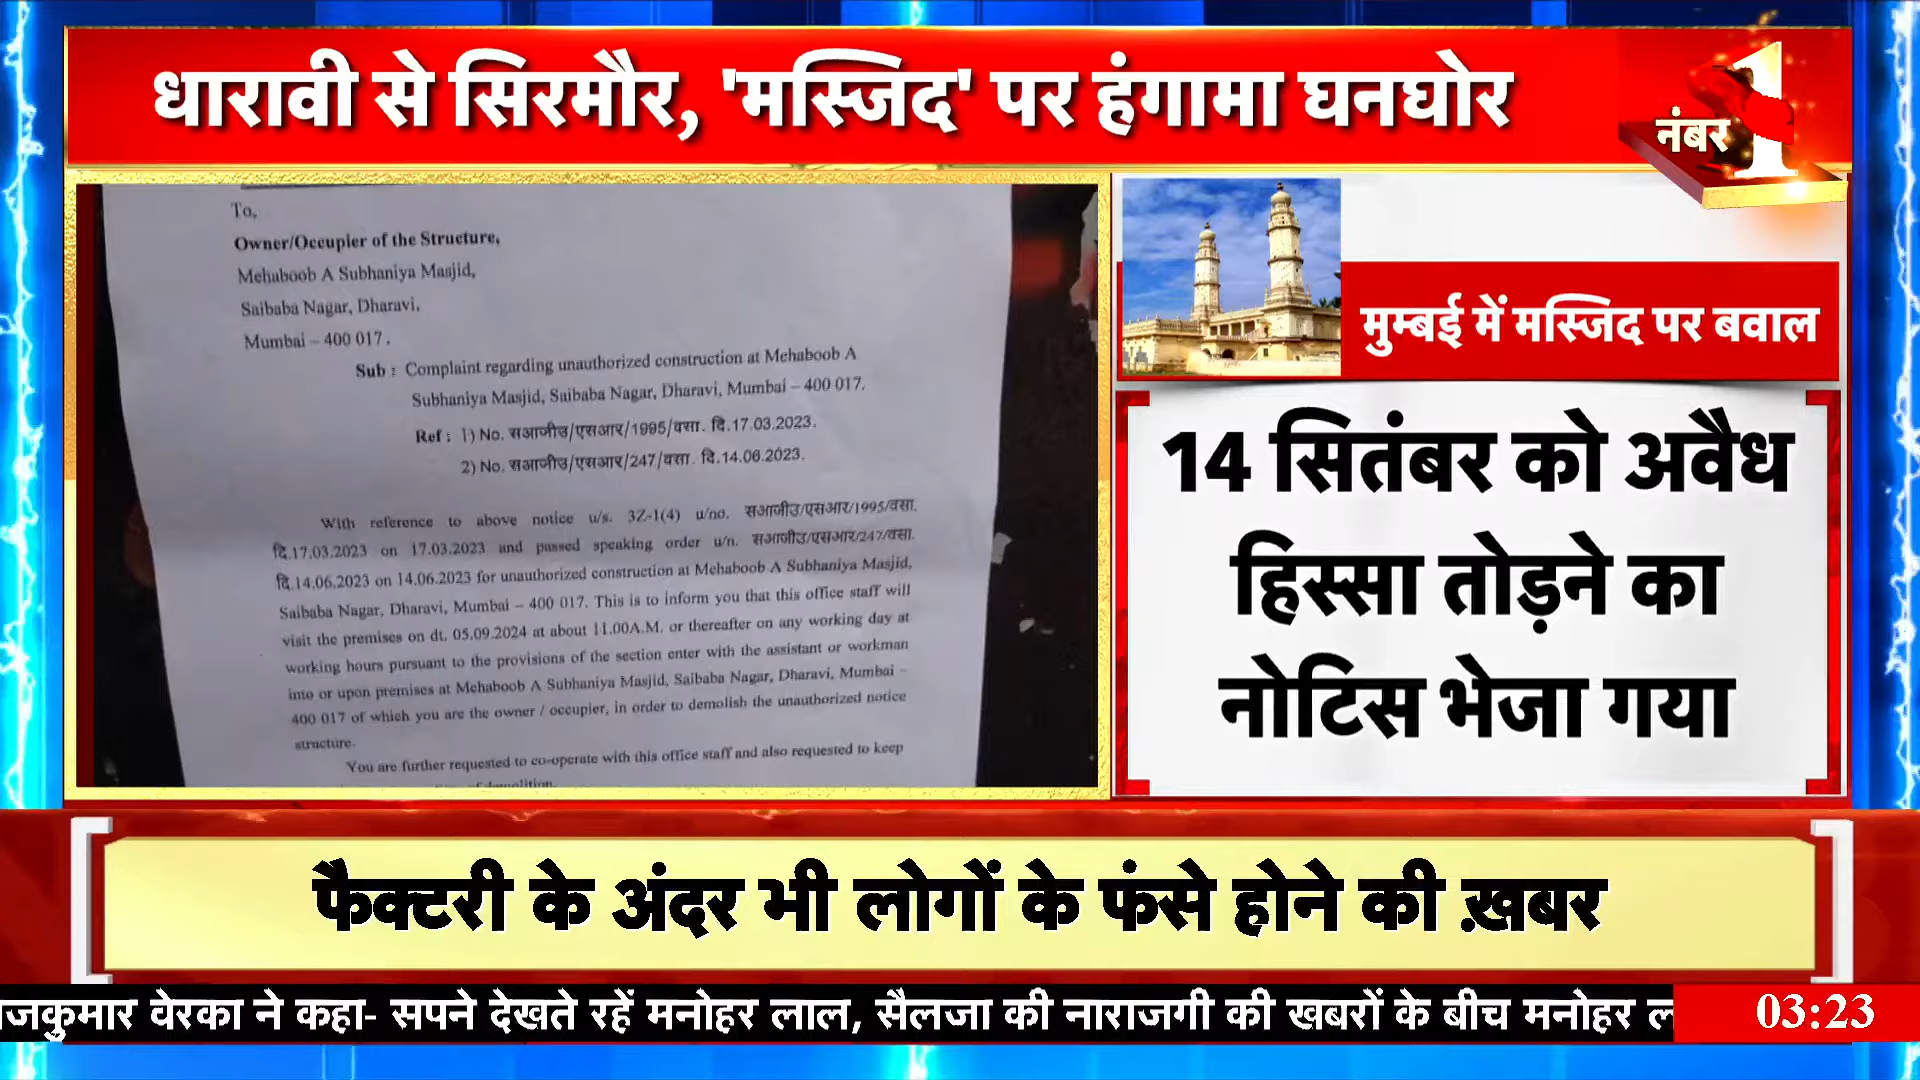 धारावी से सिरमौर, 'मस्जिद' पर हंगामा घनघोर
नंबर 1
To,
Owner/Occupier of the Structure,
Mehaboob A Subhaniya Masjid,
Saibaba Nagar, Dharavi,
Mumbai – 400 017.
Sub : Complaint regarding unauthorized construction at Mehaboob A
Subhaniya Masjid, Saibaba Nagar, Dharavi, Mumbai – 400 017.
Ref : 1) No. सआजीउ/एसआर/1995/वसा. दि.17.03.2023.
2) No. सआजीउ/एसआर/247/वसा. दि.14.06.2023.
With reference to above notice u/s. 3Z-1(4) u/no. सआजीउ/एसआर/1995/वसा.
दि.17.03.2023 on 17.03.2023 and passed speaking order u/n. सआजीउ/एसआर/247/वसा.
दि.14.06.2023 on 14.06.2023 for unauthorized construction at Mehaboob A Subhaniya Masjid,
Saibaba Nagar, Dharavi, Mumbai – 400 017. This is to inform you that this office staff will
visit the premises on dt. 05.09.2024 at about 11.00A.M. or thereafter on any working day at
working hours pursuant to the provisions of the section enter with the assistant or workman
into or upon premises at Mehaboob A Subhaniya Masjid, Saibaba Nagar, Dharavi, Mumbai –
400 017 of which you are the owner / occupier, in order to demolish the unauthorized notice
structure.
You are further requested to co-operate with this office staff and also requested to keep
of demolition.
मुम्बई में मस्जिद पर बवाल
14 सितंबर को अवैध
हिस्सा तोड़ने का
नोटिस भेजा गया
फैक्टरी के अंदर भी लोगों के फंसे होने की ख़बर
जकुमार वेरका ने कहा- सपने देखते रहें मनोहर लाल, सैलजा की नाराजगी की खबरों के बीच मनोहर ल
03:23